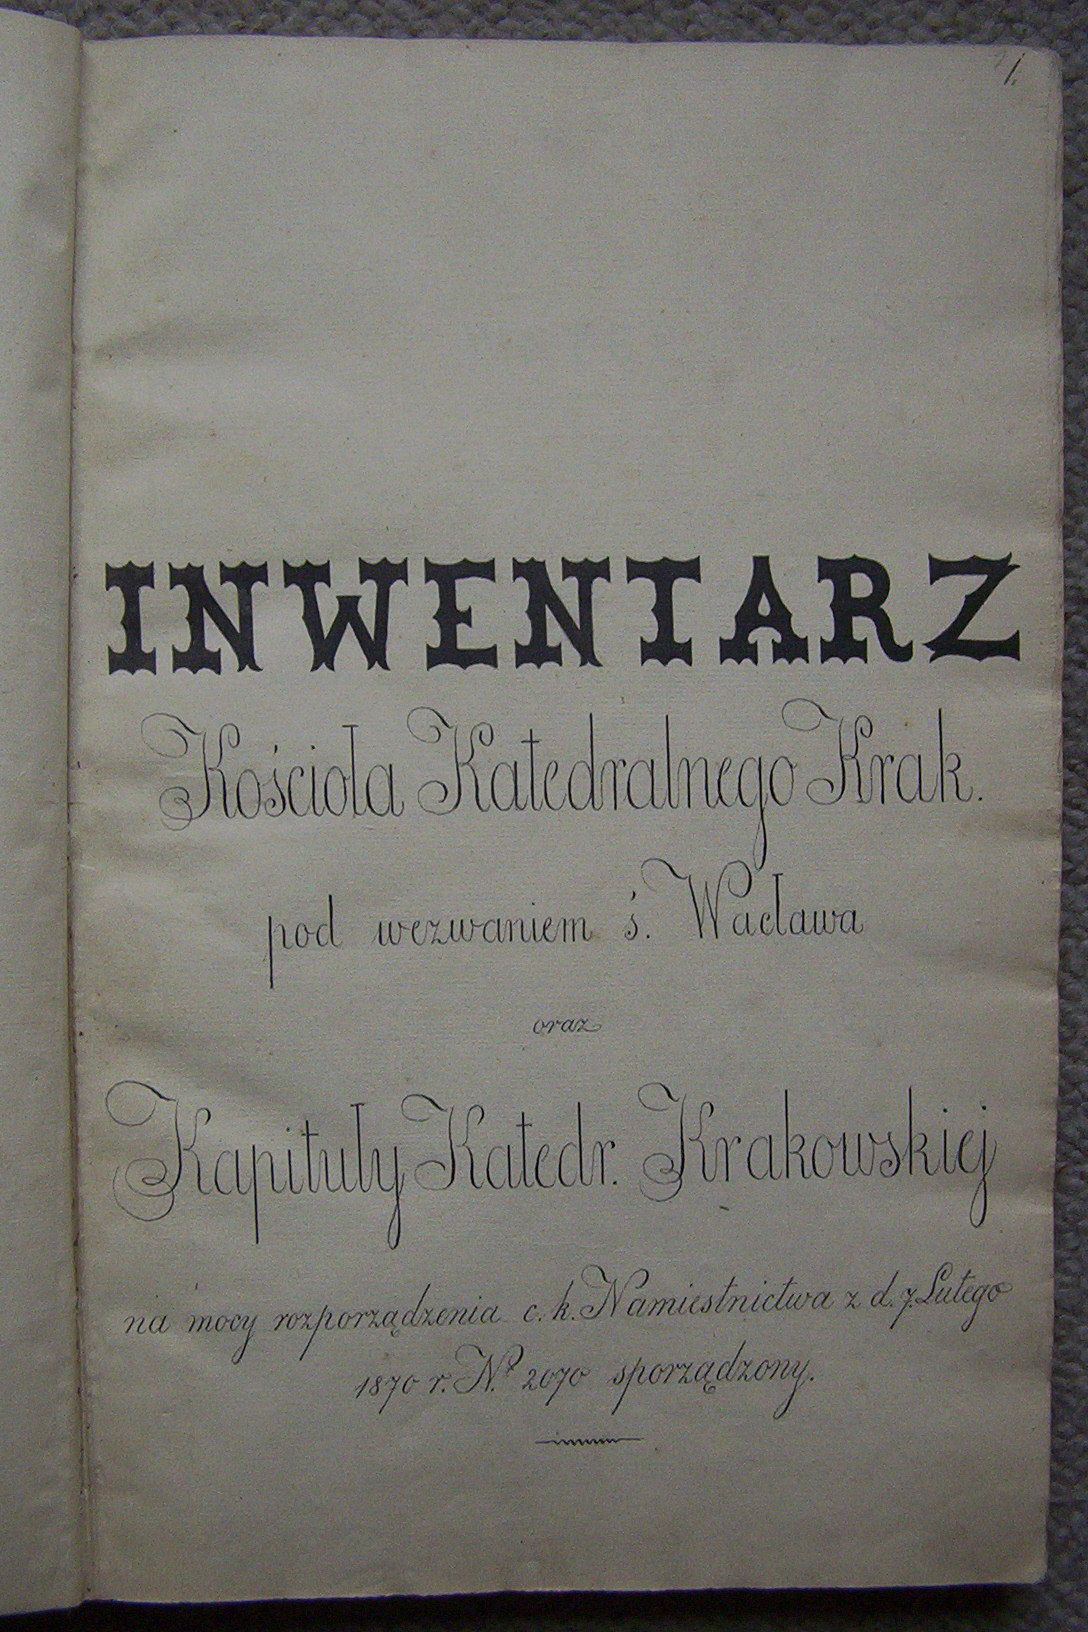 1.
INWENTARZ
Kościoła Katedralnego Krak.
pod wezwaniem ś. Wacława
oraz
Kapituły Katedr. Krakowskiej
na mocy rozporządzenia c. k. Namiestnictwa z d. 7. Lutego
1870 r. N.º 2070 sporządzony.